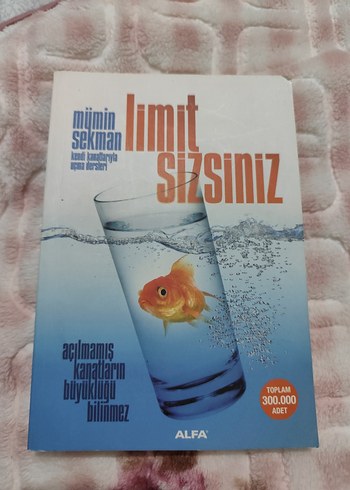 mümin
sekman
kendi kanatlarıyla
uçma dersleri
limit
sizsiniz
açılmamış
kanatların
büyüklüğü
bilinmez
TOPLAM
300.000
ADET
ALFA